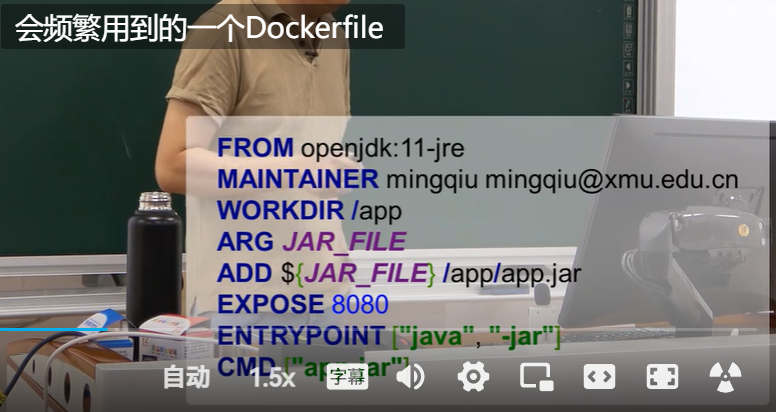 会频繁用到的一个Dockerfile
FROM openjdk:11-jre
MAINTAINER mingqiu mingqiu@xmu.edu.cn
WORKDIR /app
ARG JAR_FILE
ADD ${JAR_FILE} /app/app.jar
EXPOSE 8080
ENTRYPOINT ["java", "-jar"]
CMD ["app.jar"]
自动 1.5x 字幕